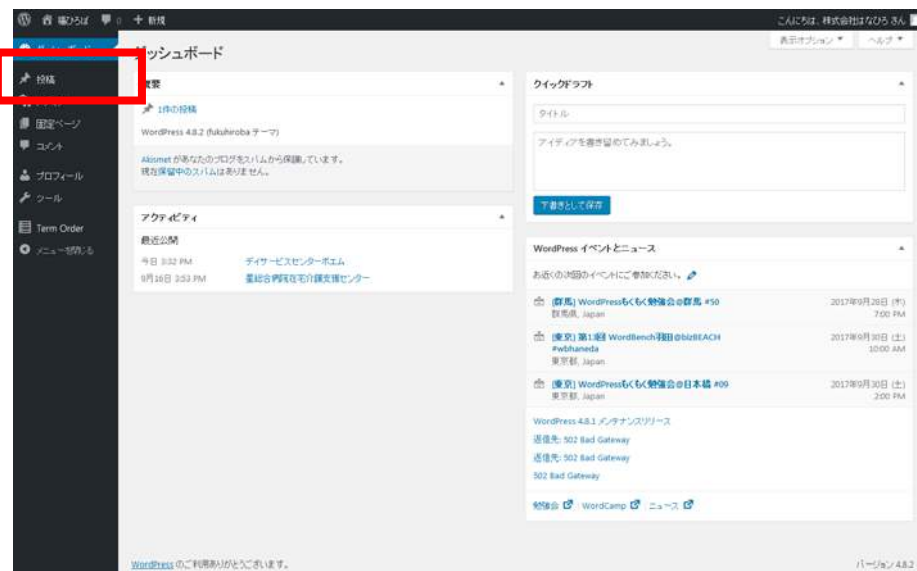 福ひろば 0 + 新規
こんにちは、株式会社はなひろ さん
表示オプション ヘルプ
ダッシュボード
投稿
固定ページ
コメント
プロフィール
ツール
Term Order
メニューを閉じる
概要
1件の投稿
WordPress 4.8.2 (fukuhiroba テーマ)
Akismet があなたのブログをスパムから保護しています。
現在保留中のスパムはありません。
アクティビティ
最近公開
今日 3:32 PM デイサービスセンターポエム
9月16日 3:53 PM 星総合病院在宅介護支援センター
クイックドラフト
タイトル
アイディアを書き留めてみましょう。
下書きとして保存
WordPress イベントとニュース
お近くの次回のイベントにご参加ください。
(群馬) WordPressもくもく勉強会@群馬 #50
群馬県, Japan
2017年9月28日 (木)
7:00 PM
(東京) 第13回 WordBench羽田@bizBEACH
#wbhaneda
東京都, Japan
2017年9月30日 (土)
10:00 AM
(東京) WordPressもくもく勉強会@日本橋 #09
東京都, Japan
2017年9月30日 (土)
2:00 PM
WordPress 4.8.1 メンテナンスリリース
返信先: 502 Bad Gateway
返信先: 502 Bad Gateway
502 Bad Gateway
勉強会 | WordCamp | ニュース
WordPress のご利用ありがとうございます。
バージョン 4.8.2